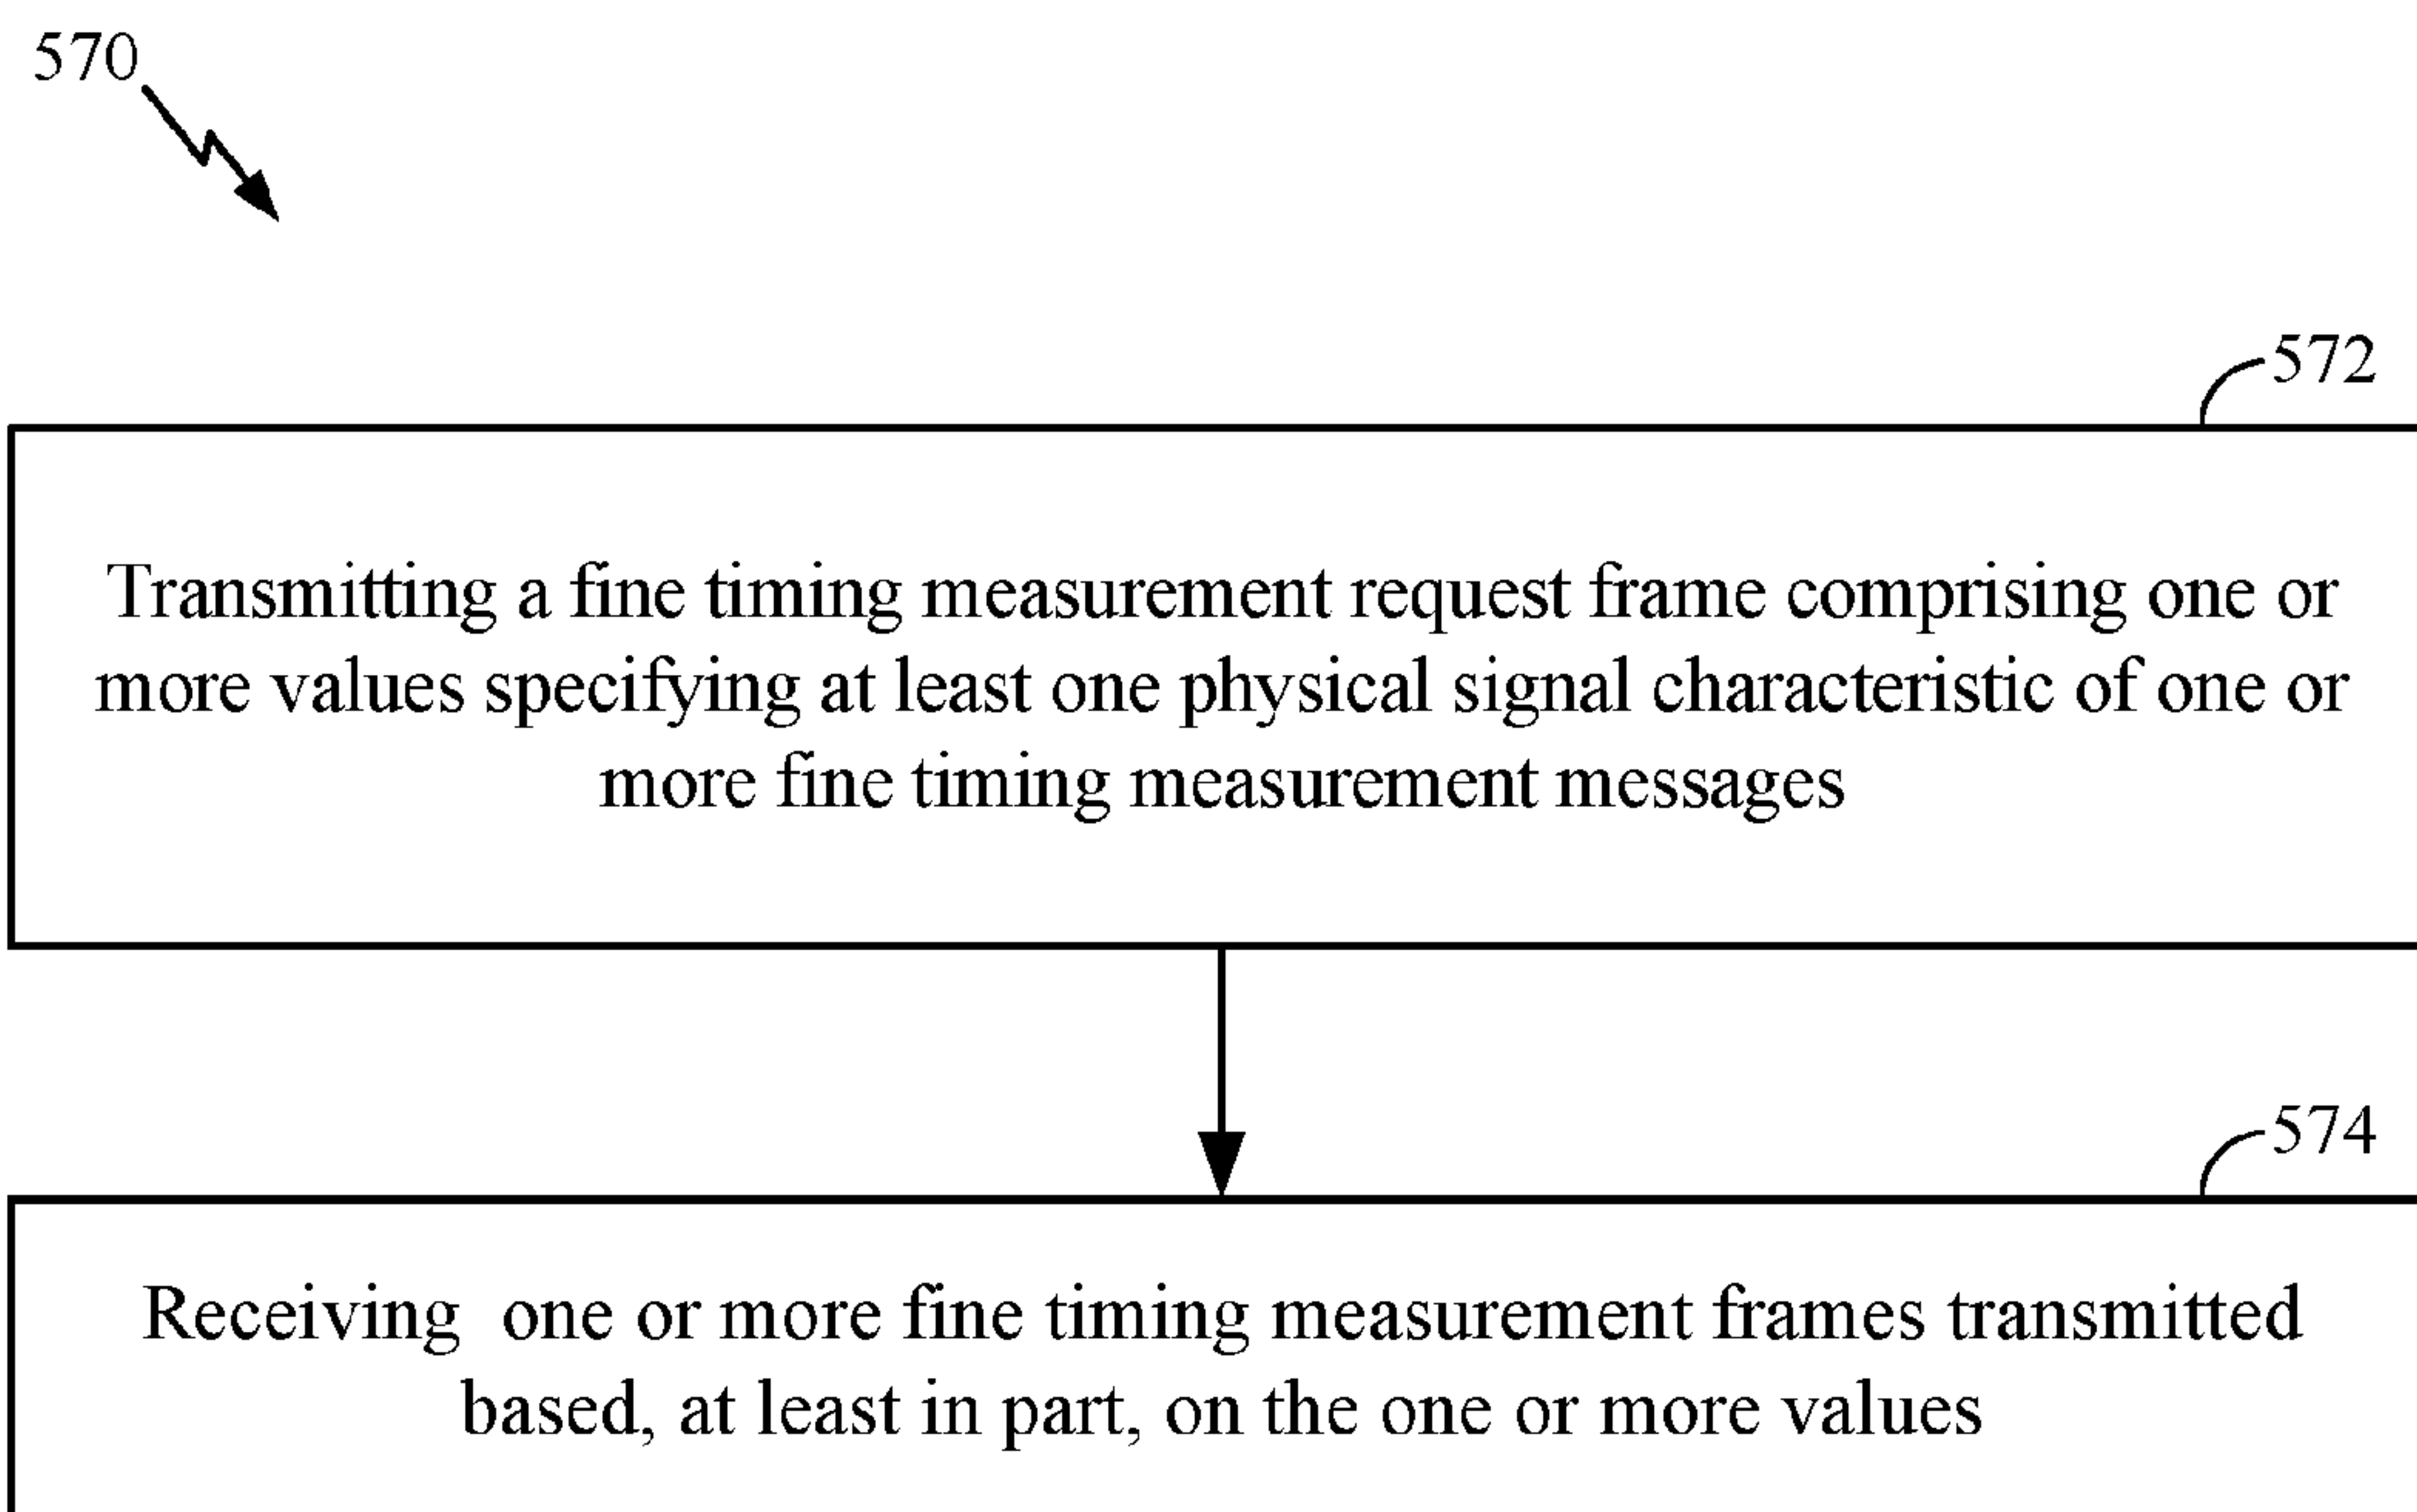 570
572
Transmitting a fine timing measurement request frame comprising one or
more values specifying at least one physical signal characteristic of one or
more fine timing measurement messages
574
Receiving one or more fine timing measurement frames transmitted
based, at least in part, on the one or more values